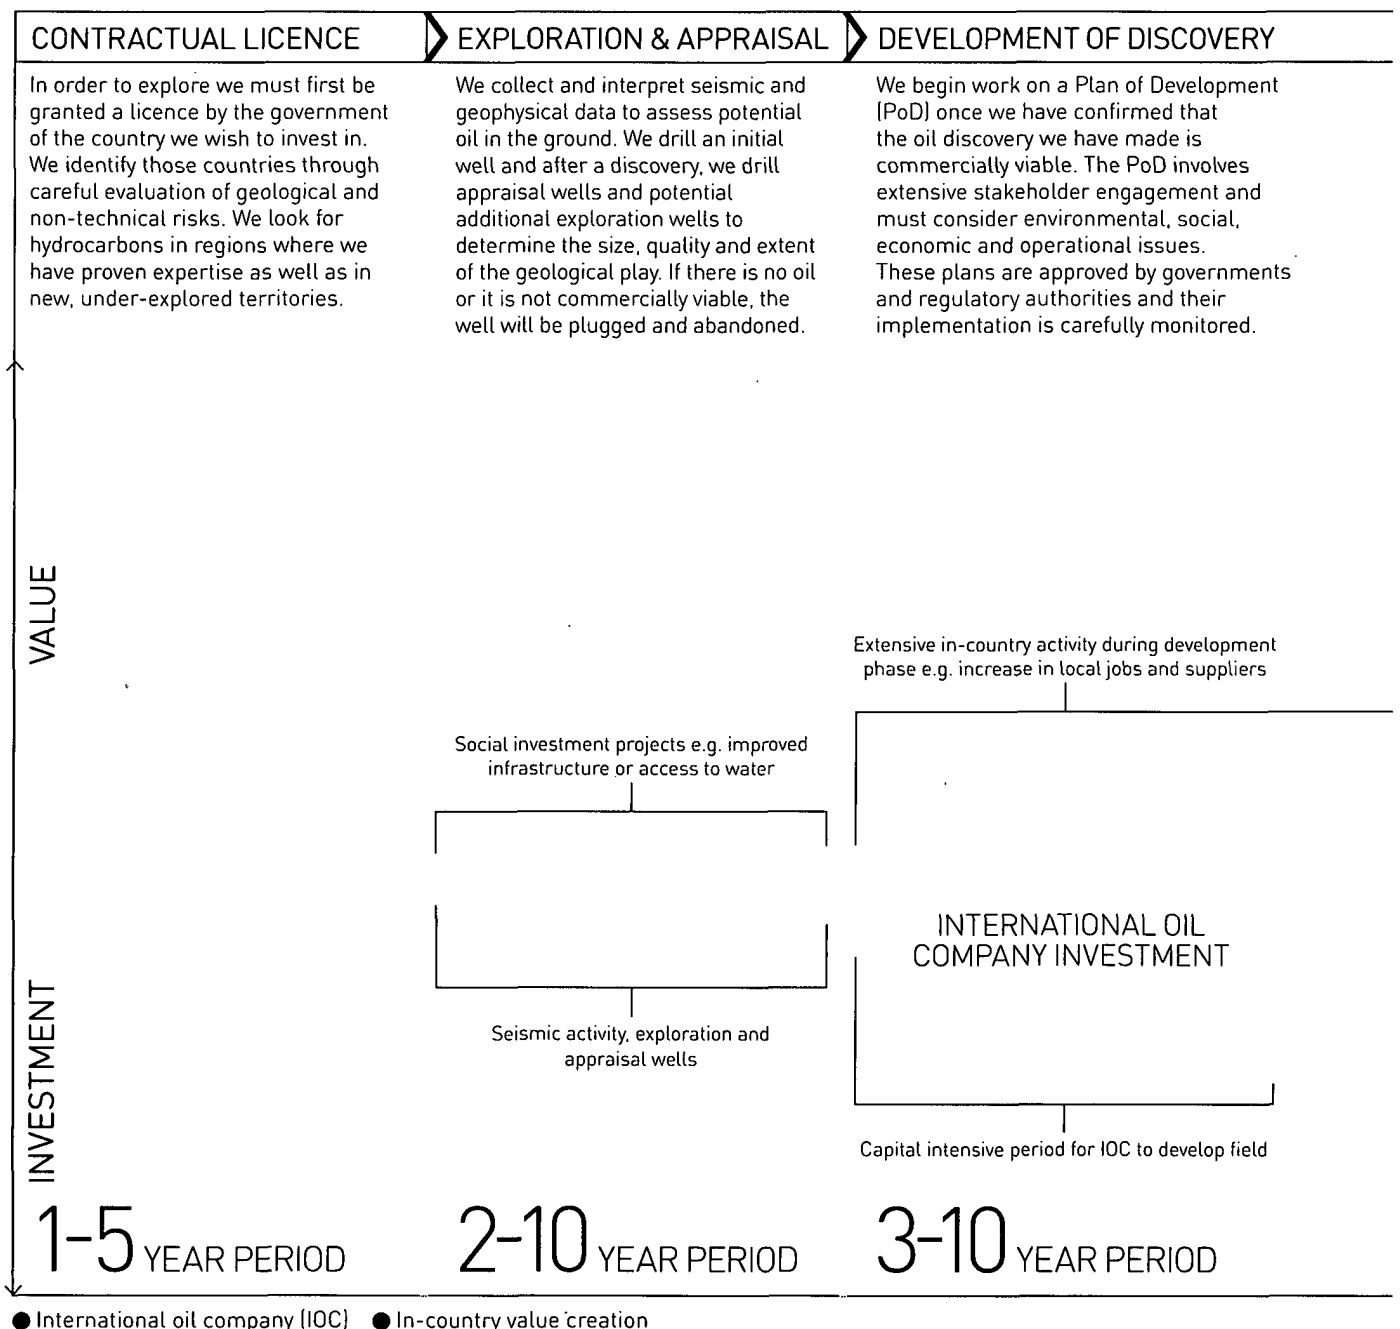 CONTRACTUAL LICENCE
In order to explore we must first be
granted a licence by the government
of the country we wish to invest in.
We identify those countries through
careful evaluation of geological and
non-technical risks. We look for
hydrocarbons in regions where we
have proven expertise as well as in
new, under-explored territories.
EXPLORATION & APPRAISAL
We collect and interpret seismic and
geophysical data to assess potential
oil in the ground. We drill an initial
well and after a discovery, we drill
appraisal wells and potential
additional exploration wells to
determine the size, quality and extent
of the geological play. If there is no oil
or it is not commercially viable, the
well will be plugged and abandoned.
DEVELOPMENT OF DISCOVERY
We begin work on a Plan of Development
(PoD) once we have confirmed that
the oil discovery we have made is
commercially viable. The PoD involves
extensive stakeholder engagement and
must consider environmental, social,
economic and operational issues.
These plans are approved by governments
and regulatory authorities and their
implementation is carefully monitored.
VALUE
INVESTMENT
Social investment projects e.g. improved
infrastructure or access to water
Seismic activity, exploration and
appraisal wells
Extensive in-country activity during development
phase e.g. increase in local jobs and suppliers
INTERNATIONAL OIL
COMPANY INVESTMENT
Capital intensive period for IOC to develop field
1-5 YEAR PERIOD
2-10 YEAR PERIOD
3-10 YEAR PERIOD
● International oil company (IOC) ● In-country value creation